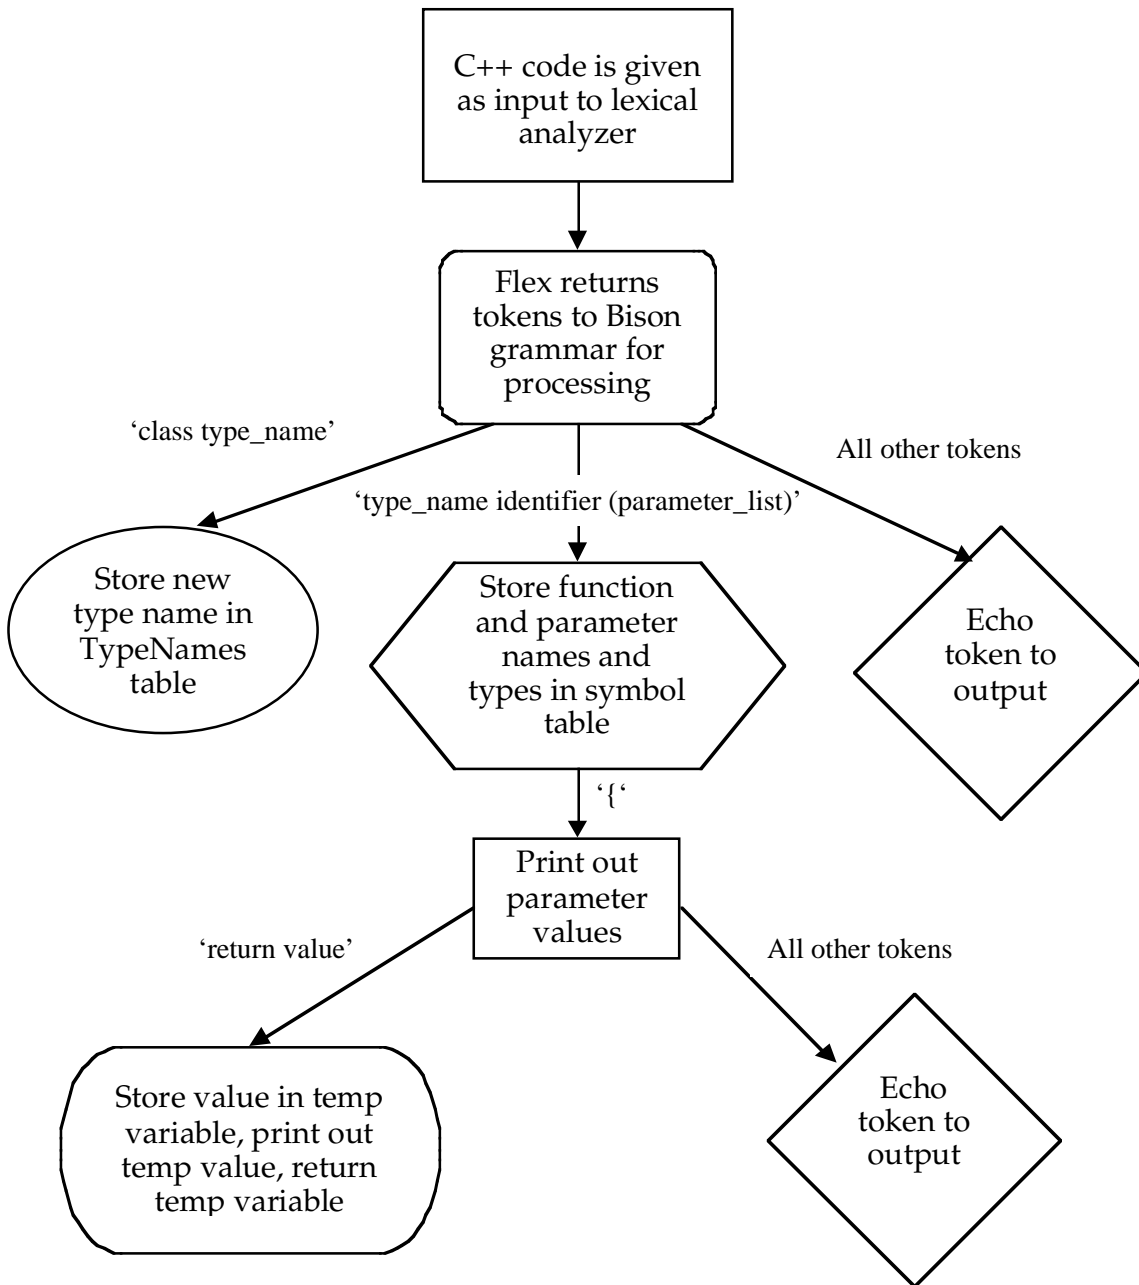 C++ code is given
as input to lexical
analyzer
Flex returns
tokens to Bison
grammar for
processing
‘class type_name’
All other tokens
‘type_name identifier (parameter_list)’
Store new
type name in
TypeNames
table
Store function
and parameter
names and
types in symbol
table
Echo
token to
output
‘{‘
Print out
parameter
values
‘return value’
All other tokens
Store value in temp
variable, print out
temp value, return
temp variable
Echo
token to
output